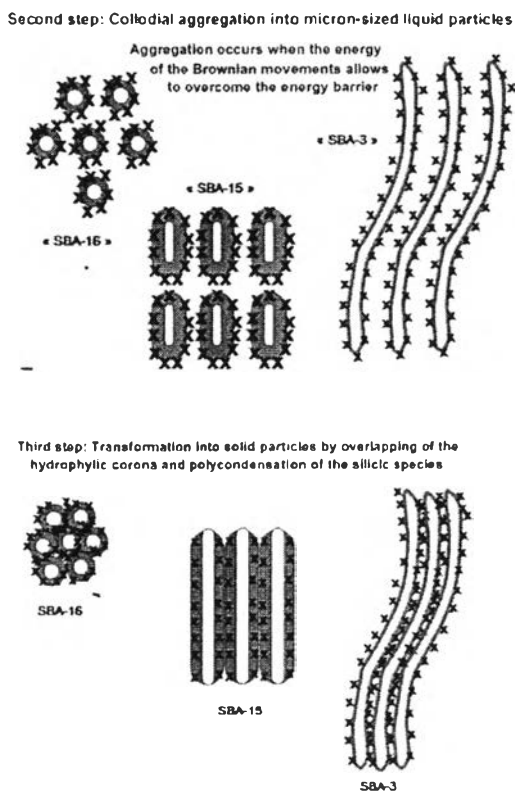 Second step: Colloidal aggregation into micron-sized liquid particles
Aggregation occurs when the energy
of the Brownian movements allows
to overcome the energy barrier
« SBA-3 »
« SBA-15 »
« SBA-16 »
Third step: Transformation into solid particles by overlapping of the
hydrophylic corona and polycondensation of the silicic species
SBA-16
SBA-15
SBA-3